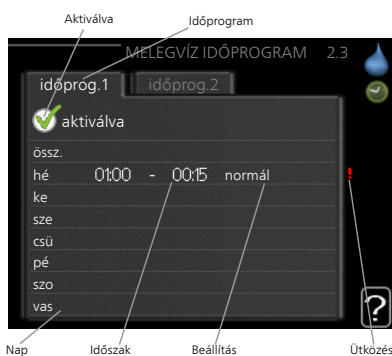 Aktiválva
Időprogram
MELEGVÍZ IDŐPROGRAM 2.3
időprog.1 időprog.2
aktiválva
össz.
hé 01:00 - 00:15 normál !
ke
sze
csü
pé
szo
vas
?
Nap Időszak Beállítás Ütközés